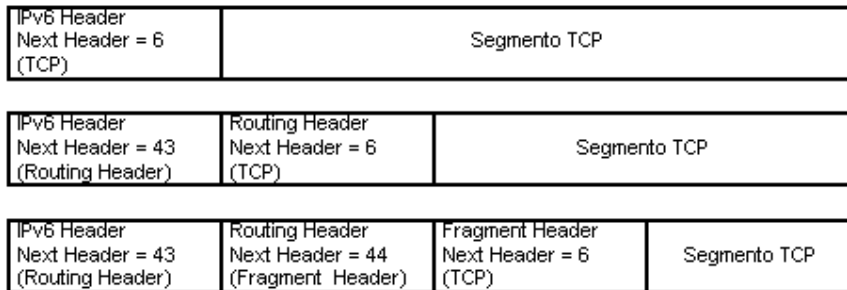 IPv6 Header
Next Header = 6
(TCP)
Segmento TCP
IPv6 Header
Next Header = 43
(Routing Header)
Routing Header
Next Header = 6
(TCP)
Segmento TCP
IPv6 Header
Next Header = 43
(Routing Header)
Routing Header
Next Header = 44
(Fragment Header)
Fragment Header
Next Header = 6
(TCP)
Segmento TCP